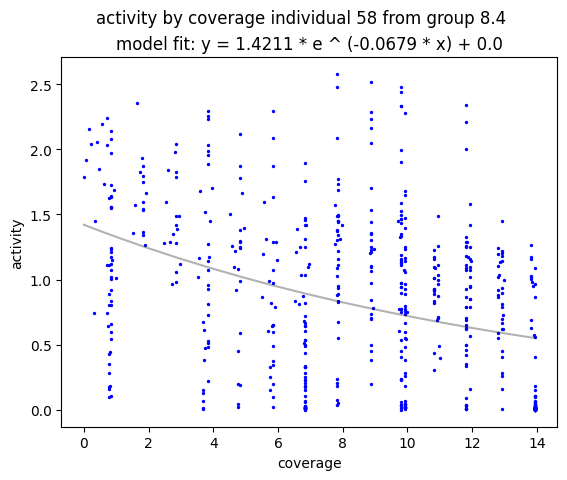 activity by coverage individual 58 from group 8.4
model fit: y = 1.4211 * e ^ (-0.0679 * x) + 0.0
2.5
2.0
1.5
1.0
0.5
0.0
activity
0 2 4 6 8 10 12 14
coverage